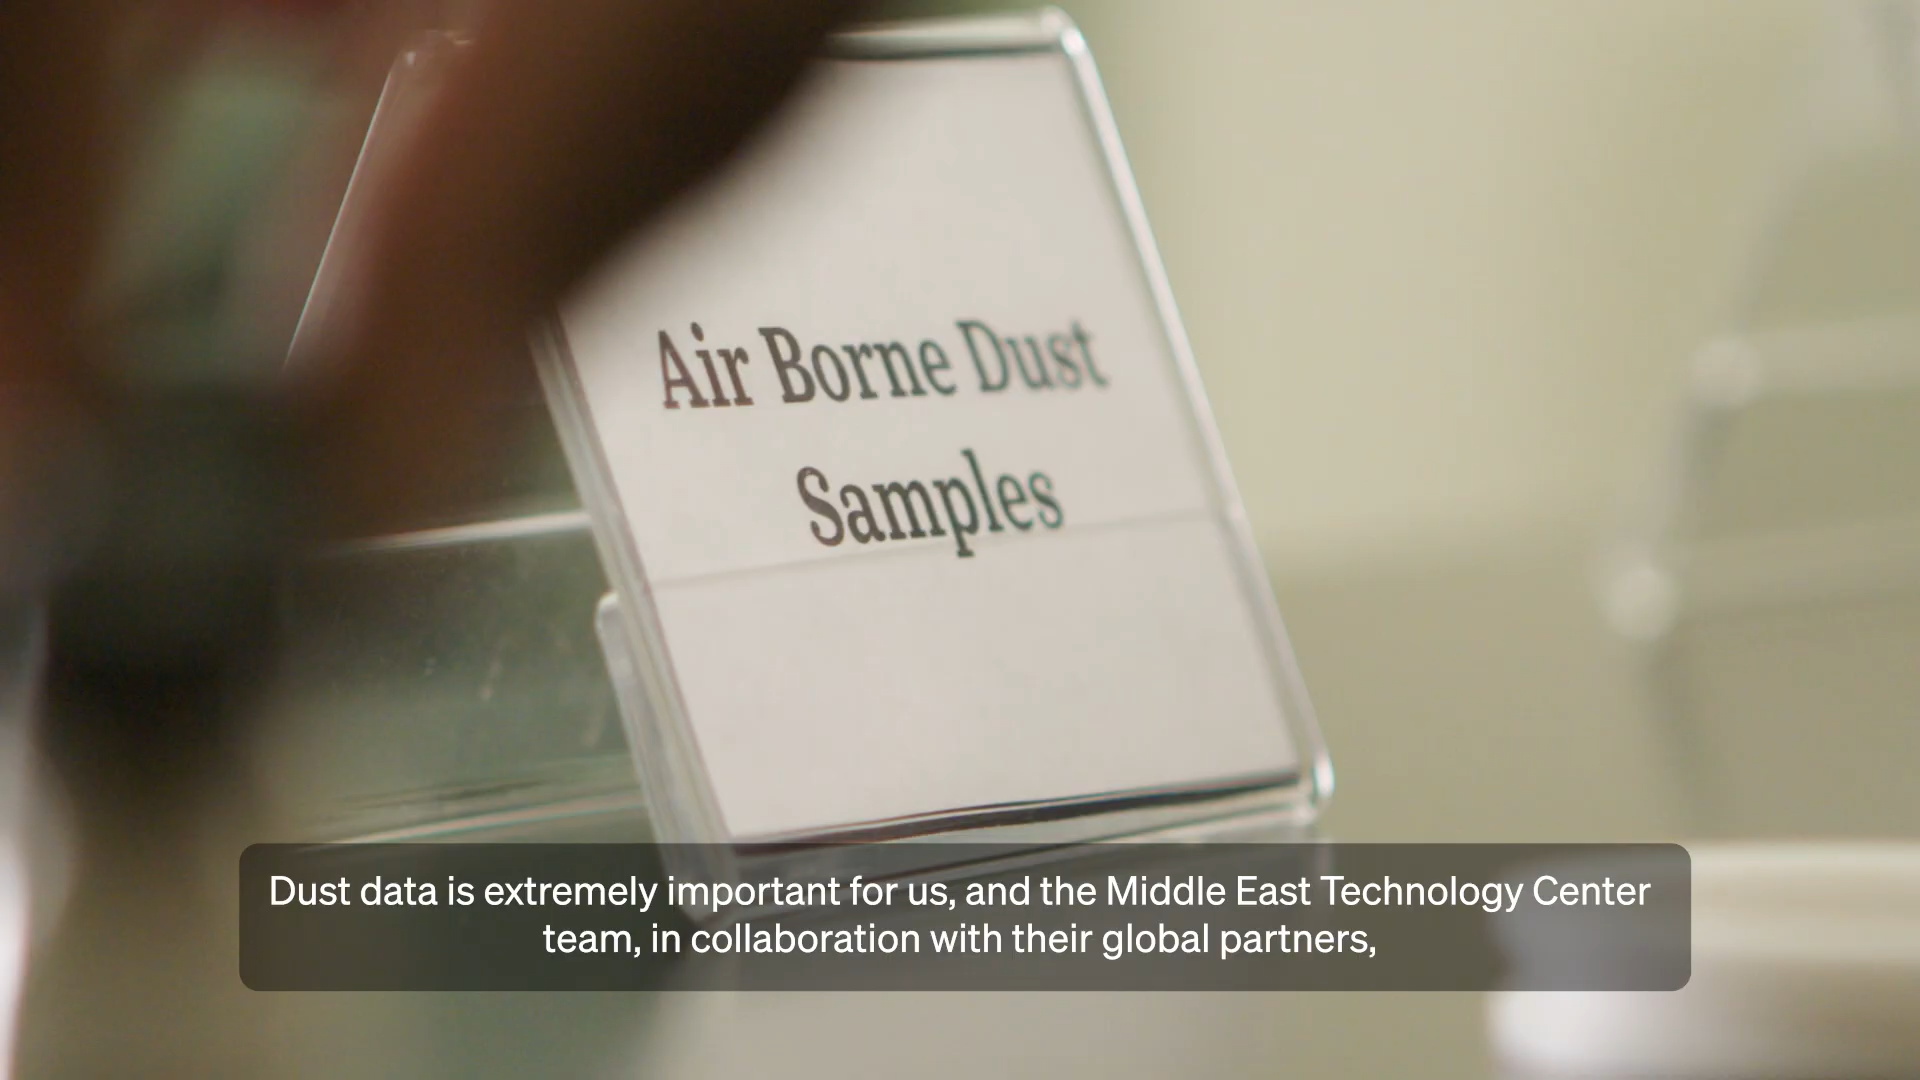 Air Borne Dust
Samples
Dust data is extremely important for us, and the Middle East Technology Center
team, in collaboration with their global partners,